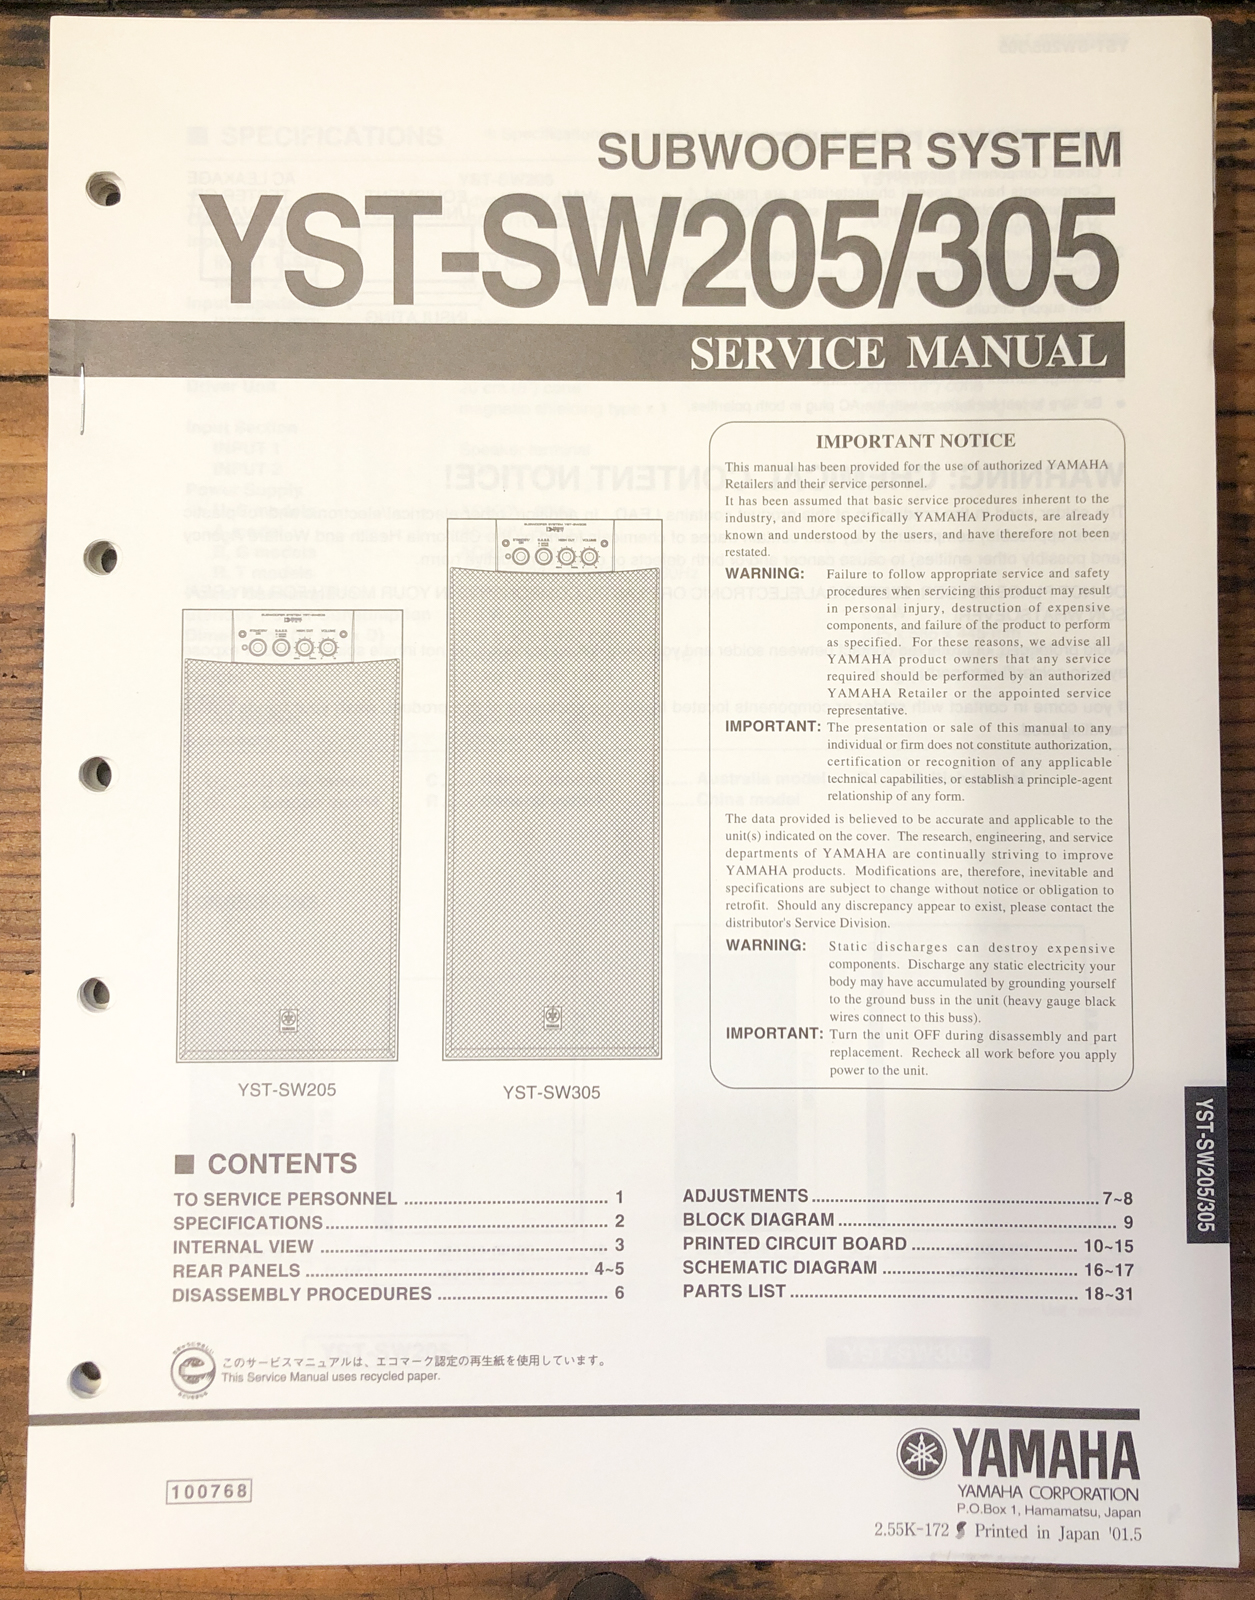 SUBWOOFER SYSTEM
YST-SW205/305
SERVICE MANUAL
IMPORTANT NOTICE
This manual has been provided for the use of authorized YAMAHA
Retailers and their service personnel.
It has been assumed that basic service procedures inherent to the
industry, and more specifically YAMAHA Products, are already
known and understood by the users, and have therefore not been
restated.
WARNING: Failure to follow appropriate service and safety
procedures when servicing this product may result
in personal injury, destruction of expensive
components, and failure of the product to perform
as specified. For these reasons, we advise all
YAMAHA product owners that any service
required should be performed by an authorized
YAMAHA Retailer or the appointed service
representative.
IMPORTANT: The presentation or sale of this manual to any
individual or firm does not constitute authorization,
certification or recognition of any applicable
technical capabilities, or establish a principle-agent
relationship of any form.
The data provided is believed to be accurate and applicable to the
unit(s) indicated on the cover. The research, engineering, and service
departments of YAMAHA are continually striving to improve
YAMAHA products. Modifications are, therefore, inevitable and
specifications are subject to change without notice or obligation to
retrofit. Should any discrepancy appear to exist, please contact the
distributor's Service Division.
WARNING: Static discharges can destroy expensive
components. Discharge any static electricity your
body may have accumulated by grounding yourself
to the ground buss in the unit (heavy gauge black
wires connect to this buss).
IMPORTANT: Turn the unit OFF during disassembly and part
replacement. Recheck all work before you apply
power to the unit.
YST-SW205
YST-SW305
YST-SW205/305
■ CONTENTS
TO SERVICE PERSONNEL ................................... 1
SPECIFICATIONS ................................... 2
INTERNAL VIEW ................................... 3
REAR PANELS ................................... 4~5
DISASSEMBLY PROCEDURES ................................... 6
ADJUSTMENTS ................................... 7~8
BLOCK DIAGRAM ................................... 9
PRINTED CIRCUIT BOARD ................................... 10~15
SCHEMATIC DIAGRAM ................................... 16~17
PARTS LIST ................................... 18~31
このサービスマニュアルは、エコマーク認定の再生紙を使用しています。
This Service Manual uses recycled paper.
100768
YAMAHA
YAMAHA CORPORATION
P.O.Box 1, Hamamatsu, Japan
2.55K-172 Printed in Japan '01.5